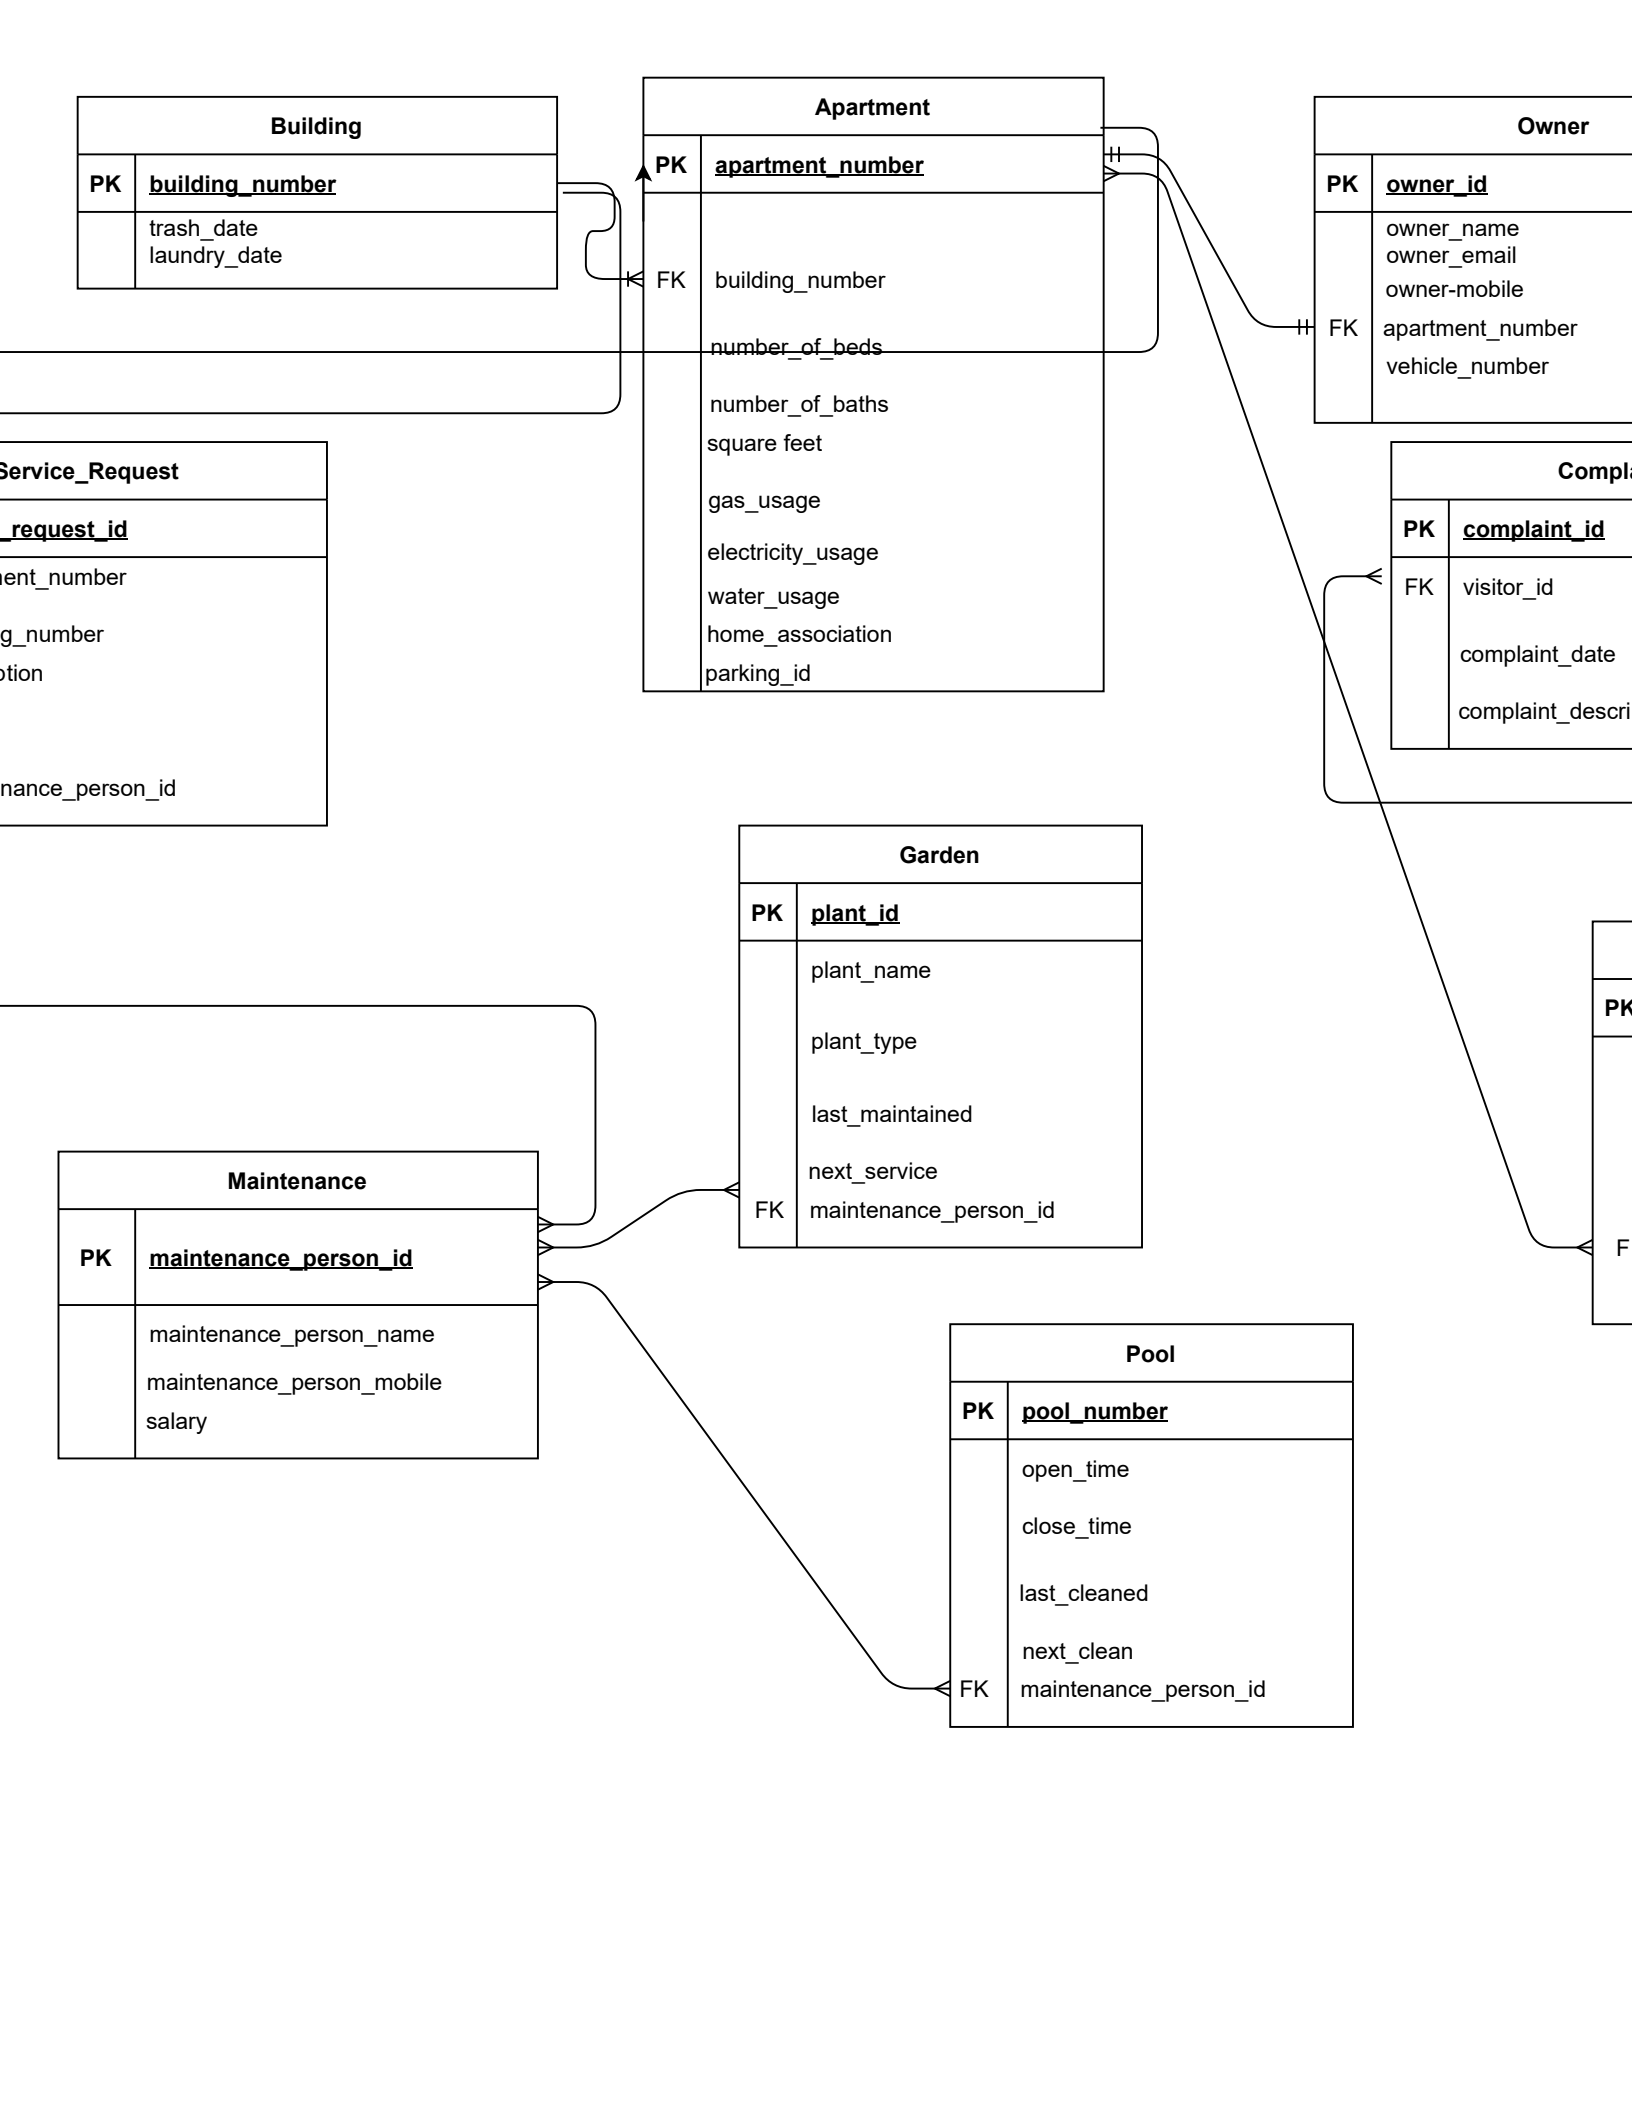 Building
PK building_number
trash_date
laundry_date
Apartment
PK apartment_number
FK building_number
number_of_beds
number_of_baths
square feet
gas_usage
electricity_usage
water_usage
home_association
parking_id
Owner
PK owner_id
owner_name
owner_email
owner-mobile
FK apartment_number
vehicle_number
Service_Request
_request_id
ent_number
g_number
ption
nance_person_id
Compla
PK complaint_id
FK visitor_id
complaint_date
complaint_descri
Garden
PK plant_id
plant_name
plant_type
last_maintained
next_service
FK maintenance_person_id
PK
F
Maintenance
PK maintenance_person_id
maintenance_person_name
maintenance_person_mobile
salary
Pool
PK pool_number
open_time
close_time
last_cleaned
next_clean
FK maintenance_person_id